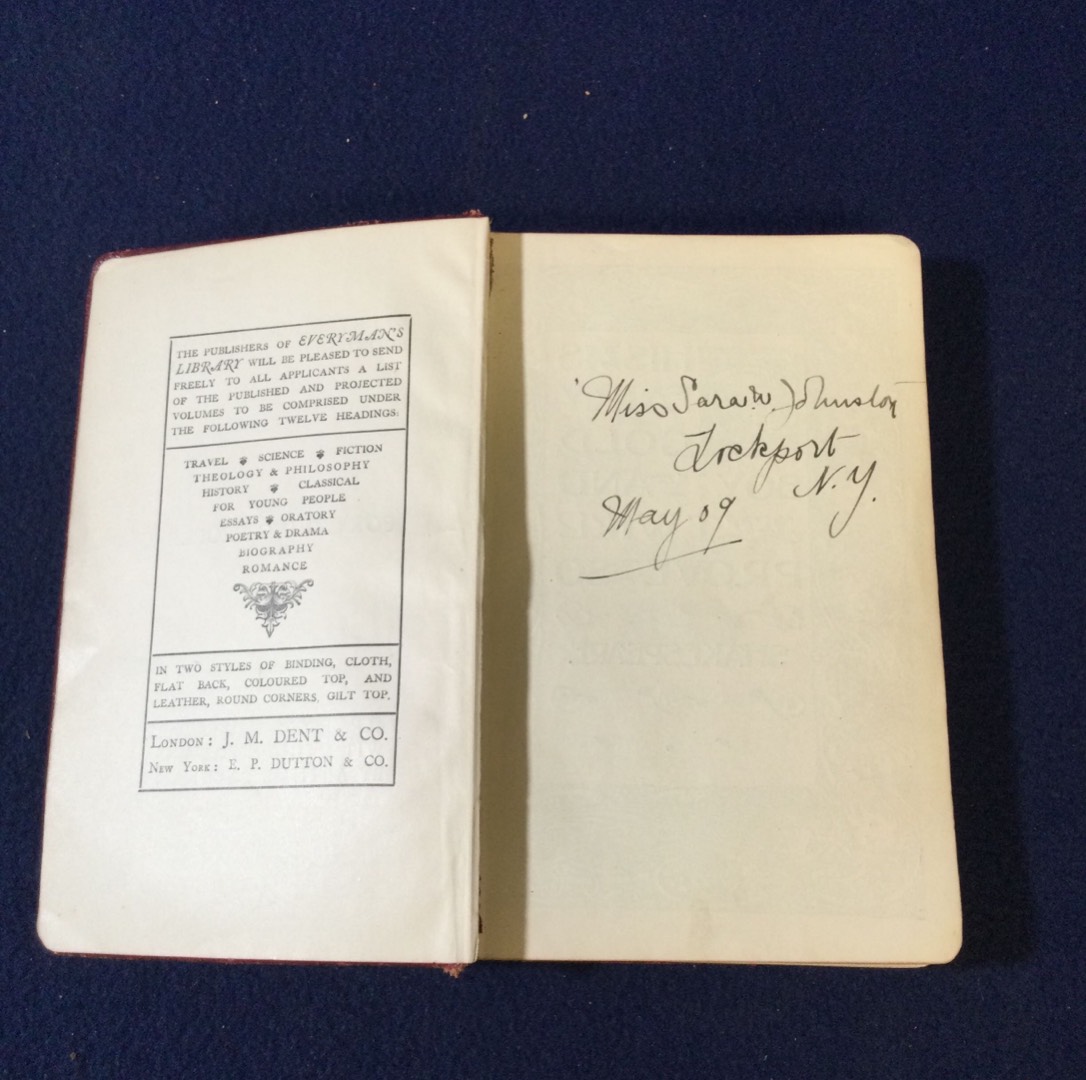 THE PUBLISHERS OF EVERYMAN'S
LIBRARY WILL BE PLEASED TO SEND
FREELY TO ALL APPLICANTS A LIST
OF THE PUBLISHED AND PROJECTED
VOLUMES TO BE COMPRISED UNDER
THE FOLLOWING TWELVE HEADINGS:
TRAVEL SCIENCE FICTION
THEOLOGY & PHILOSOPHY
HISTORY CLASSICAL
FOR YOUNG PEOPLE
ESSAYS ORATORY
POETRY & DRAMA
BIOGRAPHY
ROMANCE
IN TWO STYLES OF BINDING, CLOTH,
FLAT BACK, COLOURED TOP, AND
LEATHER, ROUND CORNERS, GILT TOP.
LONDON: J. M. DENT & CO.
NEW YORK: E. P. DUTTON & CO.
Miss Sara W. Johnston
Lockport
N.Y.
May 09